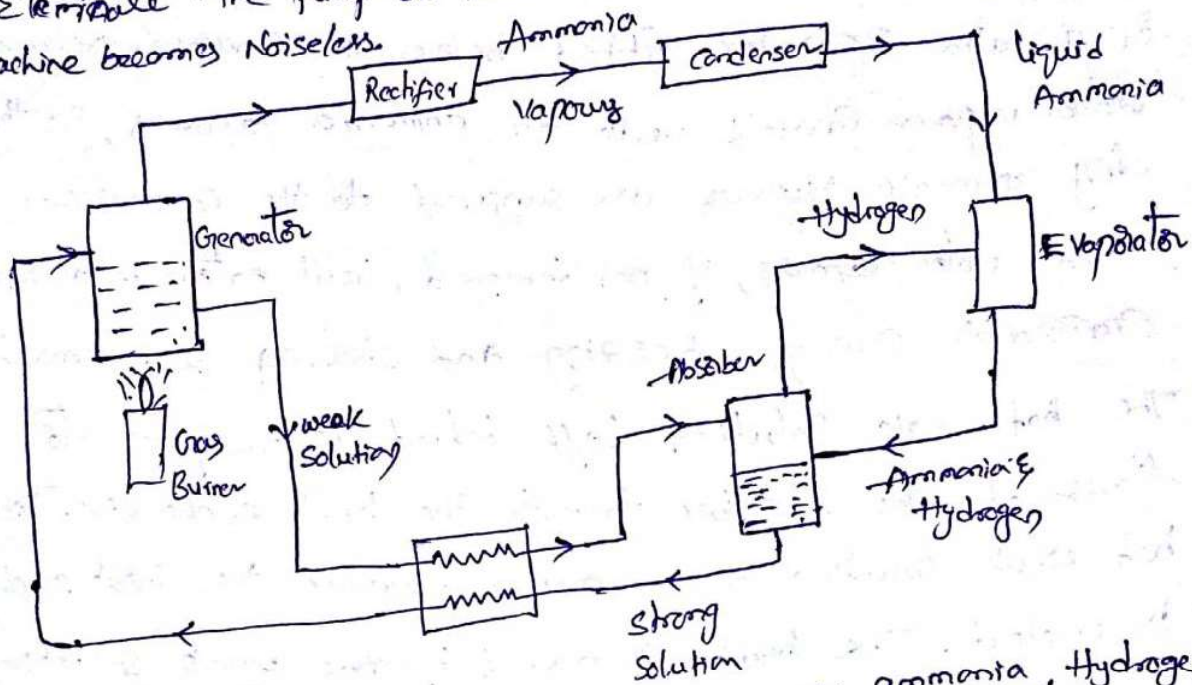 Machine becomes Noiseless.
Ammonia
Vapours
Rectifier
Condenser
liquid
Ammonia
Generator
Hydrogen
Evaporator
Absorber
Gas
Burner
weak
Solution
Ammonia &
Hydrogen
Strong
Solution
ammonia, Hydroge